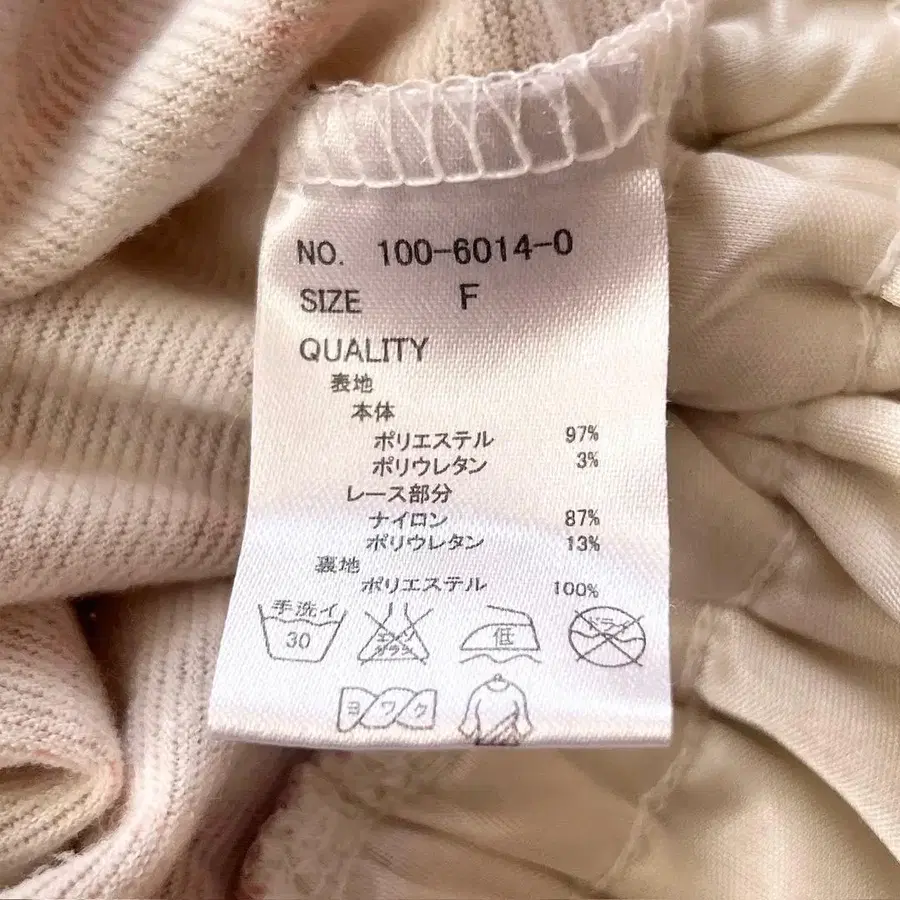 NO. 100-6014-0
SIZE F
QUALITY
表地
本体
ポリエステル 97%
ポリウレタン 3%
レース部分
ナイロン 87%
ポリウレタン 13%
裏地
ポリエステル 100%
手洗イ
30
エンソ
サラシ
低
ドライ
ヨワク